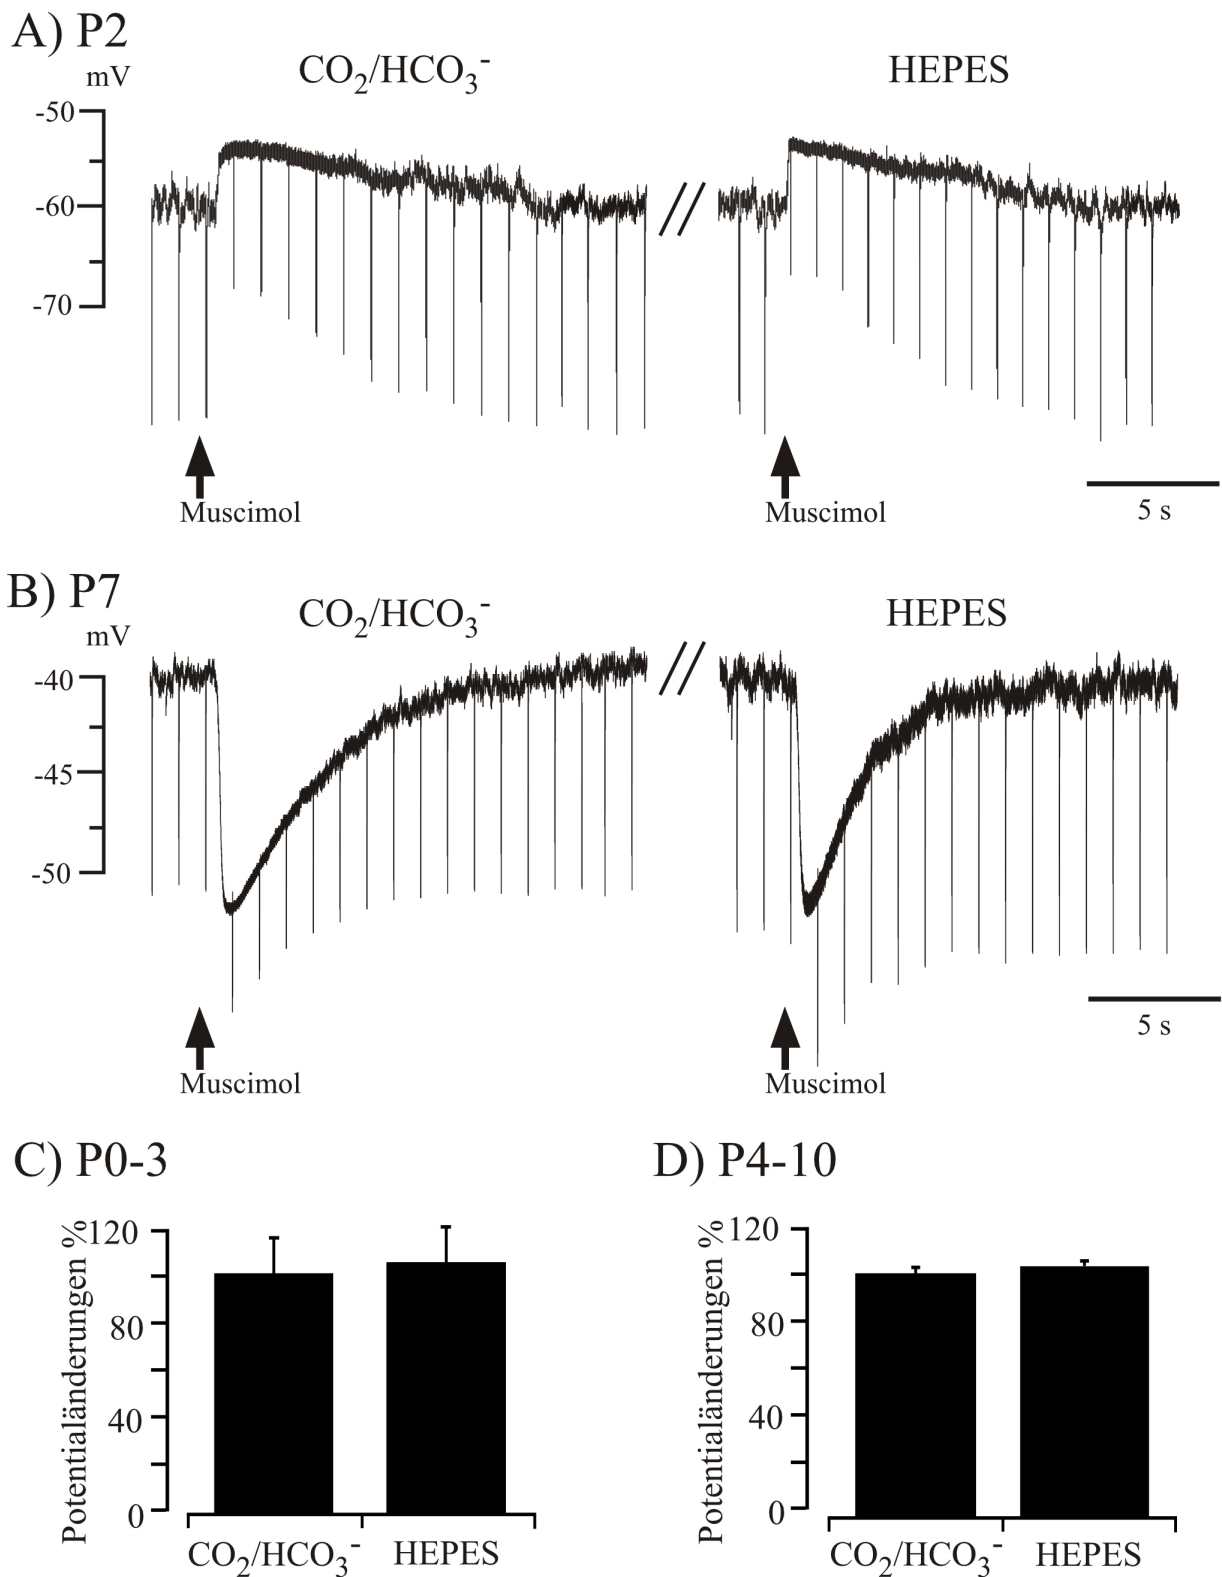 A) P2
mV
CO₂/HCO₃⁻ HEPES
-50
-60
-70
Muscimol Muscimol
5 s
B) P7
mV
CO₂/HCO₃⁻ HEPES
-40
-45
-50
5 s
Muscimol Muscimol
C) P0-3 D) P4-10
Potentialänderungen %
120
80
40
0
CO₂/HCO₃⁻ HEPES
Potentialänderungen %
120
80
40
0
CO₂/HCO₃⁻ HEPES